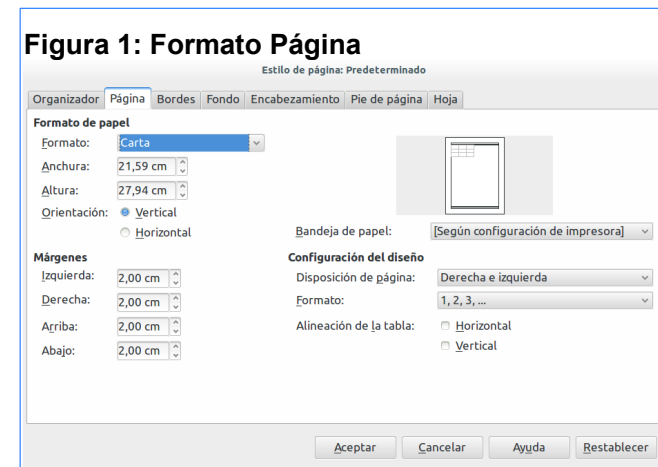 Figura 1: Formato Página
Estilo de página: Predeterminado
Organizador Página Bordes Fondo Encabezamiento Pie de página Hoja
Formato de papel
Formato: Carta
Anchura: 21,59 cm
Altura: 27,94 cm
Orientación: Vertical
Horizontal
Bandeja de papel: [Según configuración de impresora]
Márgenes
Izquierda: 2,00 cm
Derecha: 2,00 cm
Arriba: 2,00 cm
Abajo: 2,00 cm
Configuración del diseño
Disposición de página: Derecha e izquierda
Formato: 1, 2, 3, ...
Alineación de la tabla: Horizontal
Vertical
Aceptar Cancelar Ayuda Restablecer